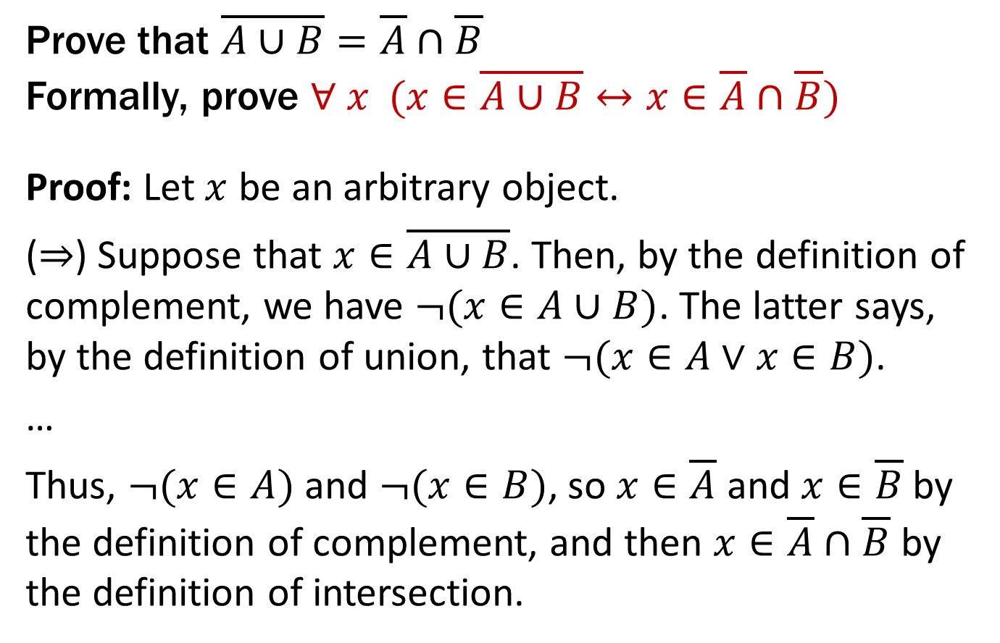 Prove that $\overline{A \cup B} = \overline{A} \cap \overline{B}$
Formally, prove $\forall x \ (x \in \overline{A \cup B} \leftrightarrow x \in \overline{A} \cap \overline{B})$
Proof: Let $x$ be an arbitrary object.
(⇒) Suppose that $x \in \overline{A \cup B}$. Then, by the definition of
complement, we have $\neg(x \in A \cup B)$. The latter says,
by the definition of union, that $\neg(x \in A \vee x \in B)$.
...
Thus, $\neg(x \in A)$ and $\neg(x \in B)$, so $x \in \overline{A}$ and $x \in \overline{B}$ by
the definition of complement, and then $x \in \overline{A} \cap \overline{B}$ by
the definition of intersection.